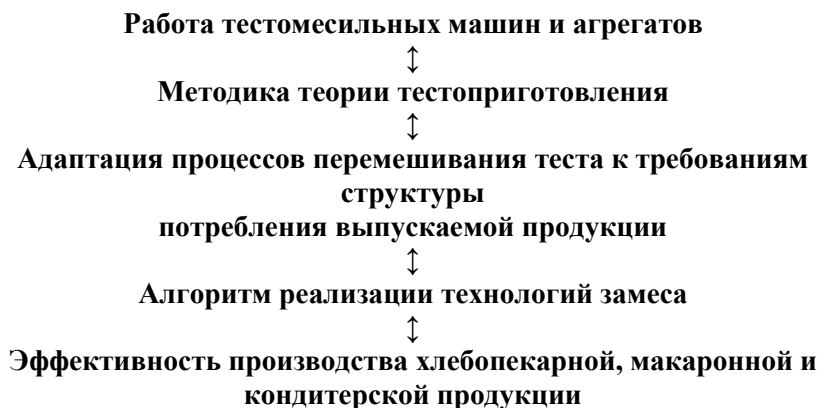 Работа тестомесильных машин и агрегатов
↕
Методика теории тестоприготовления
↕
Адаптация процессов перемешивания теста к требованиям
структуры
потребления выпускаемой продукции
↕
Алгоритм реализации технологий замеса
↕
Эффективность производства хлебопекарной, макаронной и
кондитерской продукции